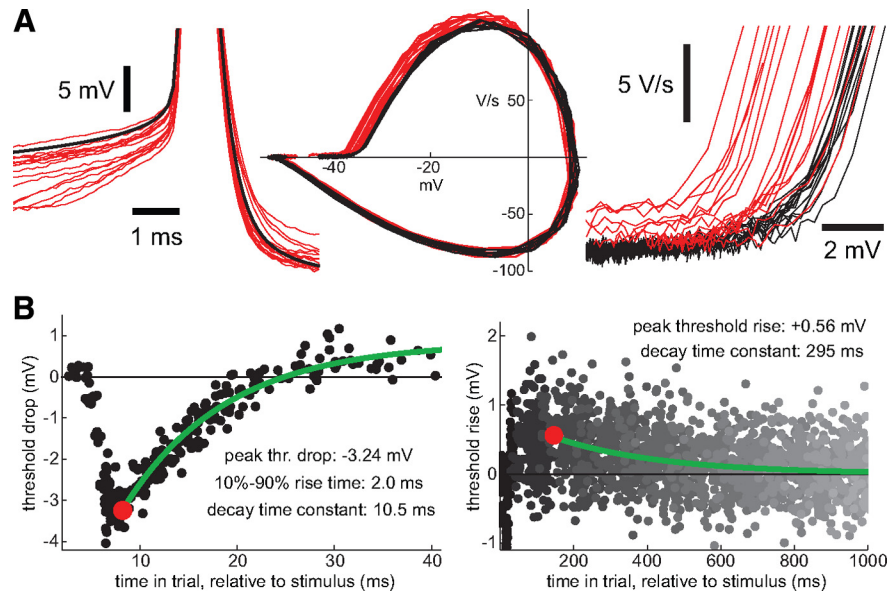 A
5 mV
1 ms
V/s
50
-40
-20
0
mV
-50
-100
5 V/s
2 mV
B
threshold drop (mV)
1
0
-1
-2
-3
-4
peak thr. drop: -3.24 mV
10%-90% rise time: 2.0 ms
decay time constant: 10.5 ms
10
20
30
40
time in trial, relative to stimulus (ms)
threshold rise (mV)
2
1
0
-1
peak threshold rise: +0.56 mV
decay time constant: 295 ms
200
400
600
800
1000
time in trial, relative to stimulus (ms)